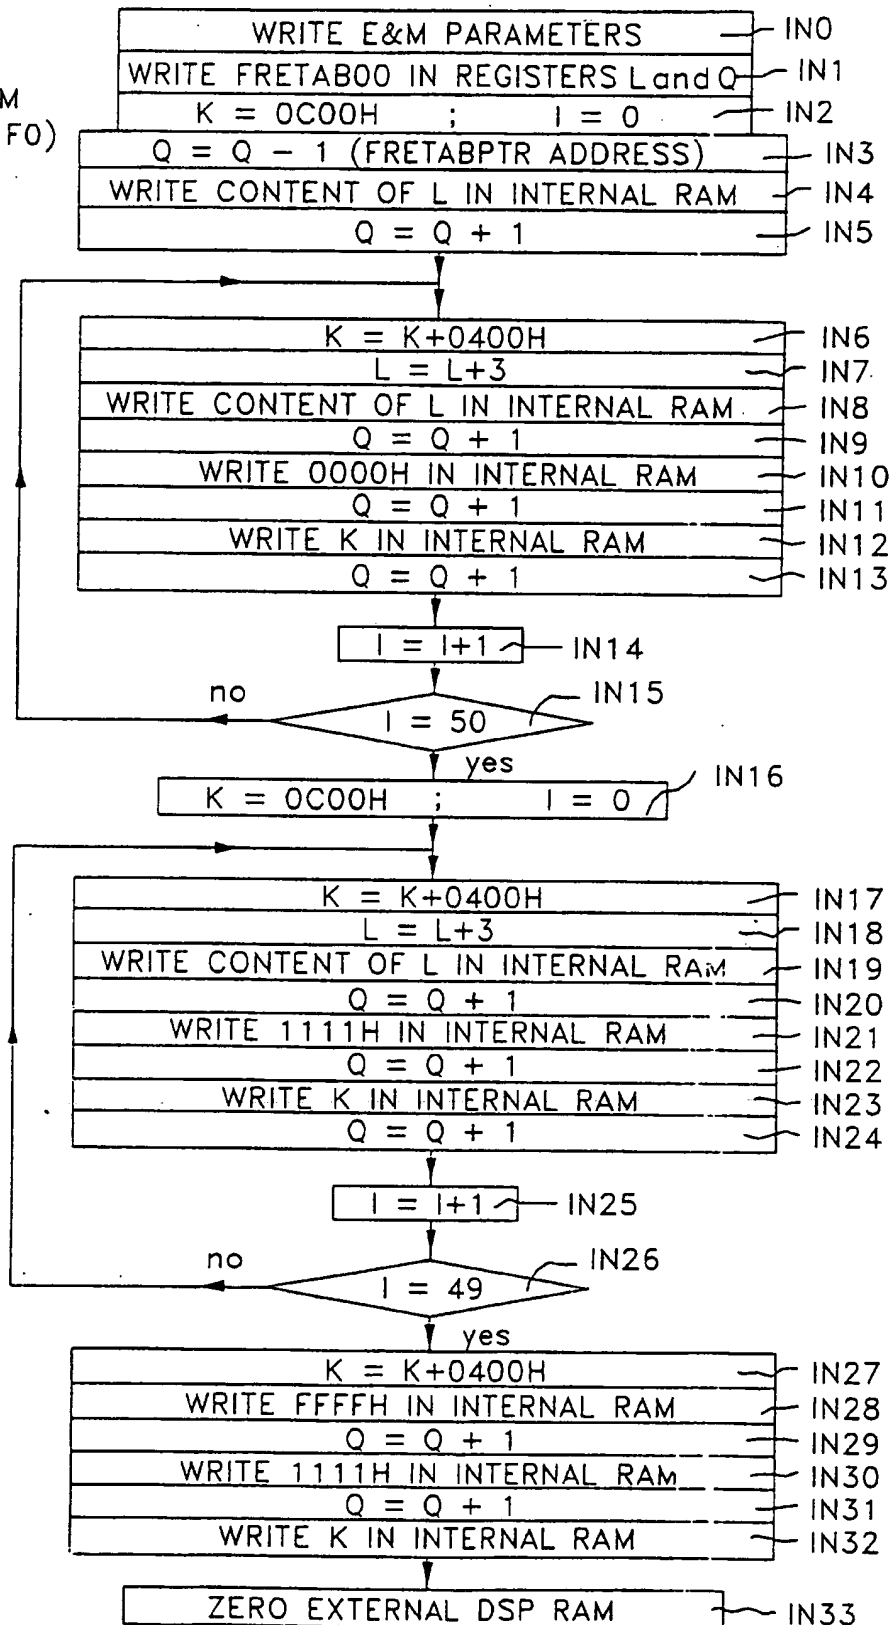 WRITE E&M PARAMETERS IN0
WRITE FRETAB00 IN REGISTERS L and Q IN1
M
K = 0C00H ; I = 0 IN2
F0)
Q = Q - 1 (FRETABPTR ADDRESS) IN3
WRITE CONTENT OF L IN INTERNAL RAM IN4
Q = Q + 1 IN5
K = K+0400H IN6
L = L+3 IN7
WRITE CONTENT OF L IN INTERNAL RAM IN8
Q = Q + 1 IN9
WRITE 0000H IN INTERNAL RAM IN10
Q = Q + 1 IN11
WRITE K IN INTERNAL RAM IN12
Q = Q + 1 IN13
I = I+1 IN14
no
IN15
I = 50
yes
K = 0C00H ; I = 0 IN16
K = K+0400H IN17
L = L+3 IN18
WRITE CONTENT OF L IN INTERNAL RAM IN19
Q = Q + 1 IN20
WRITE 1111H IN INTERNAL RAM IN21
Q = Q + 1 IN22
WRITE K IN INTERNAL RAM IN23
Q = Q + 1 IN24
I = I+1 IN25
no
IN26
I = 49
yes
K = K+0400H IN27
WRITE FFFFH IN INTERNAL RAM IN28
Q = Q + 1 IN29
WRITE 1111H IN INTERNAL RAM IN30
Q = Q + 1 IN31
WRITE K IN INTERNAL RAM IN32
ZERO EXTERNAL DSP RAM IN33